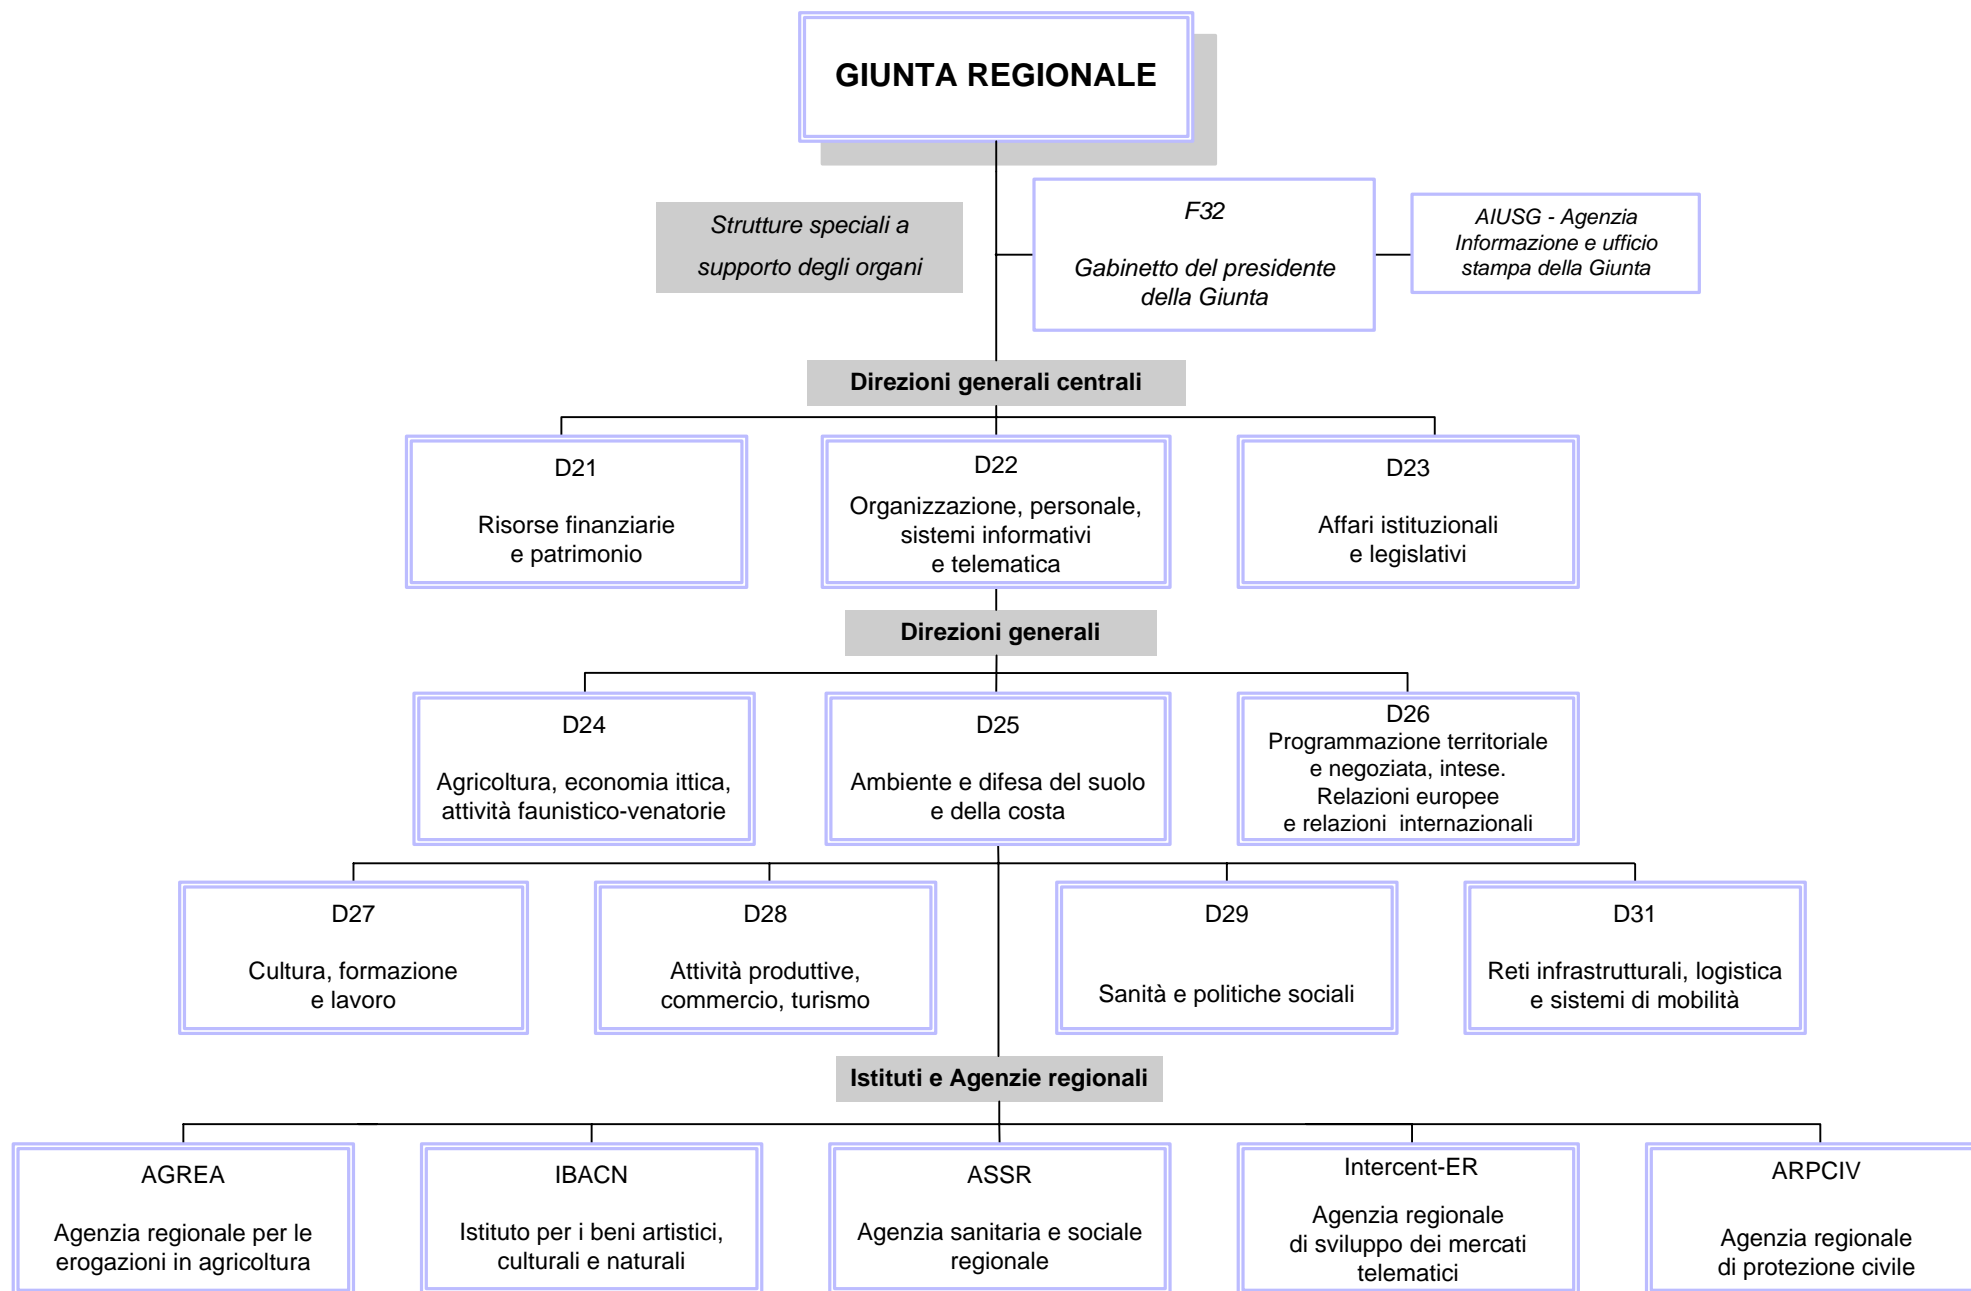 GIUNTA REGIONALE
Strutture speciali a
supporto degli organi
F32
Gabinetto del presidente
della Giunta
AIUSG - Agenzia
Informazione e ufficio
stampa della Giunta
Direzioni generali centrali
D21
Risorse finanziarie
e patrimonio
D22
Organizzazione, personale,
sistemi informativi
e telematica
D23
Affari istituzionali
e legislativi
Direzioni generali
D24
Agricoltura, economia ittica,
attività faunistico-venatorie
D25
Ambiente e difesa del suolo
e della costa
D26
Programmazione territoriale
e negoziata, intese.
Relazioni europee
e relazioni internazionali
D27
Cultura, formazione
e lavoro
D28
Attività produttive,
commercio, turismo
D29
Sanità e politiche sociali
D31
Reti infrastrutturali, logistica
e sistemi di mobilità
Istituti e Agenzie regionali
AGREA
Agenzia regionale per le
erogazioni in agricoltura
IBACN
Istituto per i beni artistici,
culturali e naturali
ASSR
Agenzia sanitaria e sociale
regionale
Intercent-ER
Agenzia regionale
di sviluppo dei mercati
telematici
ARPCIV
Agenzia regionale
di protezione civile